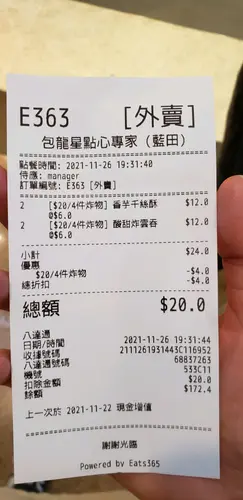 E363 [外賣]
包龍星點心專家 (藍田)
點餐時間: 2021-11-26 19:31:40
侍應: manager
訂單編號: E363 [外賣]
2 [$20/4件炸物] 香芋千絲酥 $12.0
@$6.0
2 [$20/4件炸物] 酸甜炸雲吞 $12.0
@$6.0
小計 $24.0
優惠
$20/4件炸物 -$4.0
總折扣 -$4.0
總額 $20.0
八達通
日期/時間 2021-11-26 19:31:44
收據號碼 2111261931443C116952
八達通號碼 68837263
機號 533C11
扣除金額 $20.0
餘額 $172.4
上一次於 2021-11-22 現金增值
謝謝光臨
Powered by Eats365